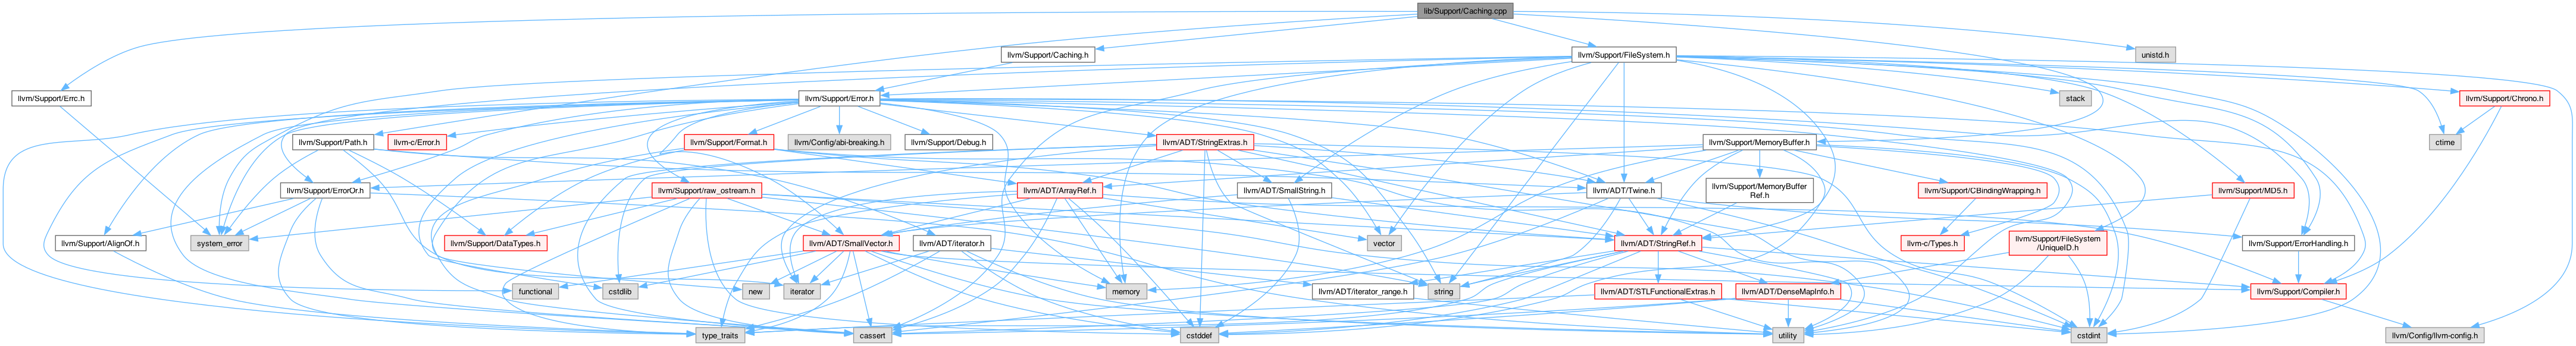 lib/Support/Caching.cpp
llvm/Support/Caching.h
llvm/Support/FileSystem.h
unistd.h
llvm/Support/Errc.h
llvm/Support/Error.h
stack
llvm/Support/Chrono.h
llvm/Support/Path.h
llvm-c/Error.h
llvm/Support/Format.h
llvm/Config/abi-breaking.h
llvm/Support/Debug.h
llvm/ADT/StringExtras.h
llvm/Support/MemoryBuffer.h
ctime
llvm/Support/ErrorOr.h
llvm/Support/raw_ostream.h
llvm/ADT/ArrayRef.h
llvm/ADT/SmallString.h
llvm/ADT/Twine.h
llvm/Support/MemoryBuffer
Ref.h
llvm/Support/CBindingWrapping.h
llvm/Support/MD5.h
llvm/Support/AlignOf.h
system_error
llvm/Support/DataTypes.h
llvm/ADT/SmallVector.h
llvm/ADT/iterator.h
vector
llvm/ADT/StringRef.h
llvm-c/Types.h
llvm/Support/FileSystem
/UniqueID.h
llvm/Support/ErrorHandling.h
functional
cstdlib
new
iterator
memory
llvm/ADT/iterator_range.h
string
llvm/ADT/STLFunctionalExtras.h
llvm/ADT/DenseMapInfo.h
llvm/Support/Compiler.h
type_traits
cassert
cstddef
utility
cstdint
llvm/Config/llvm-config.h